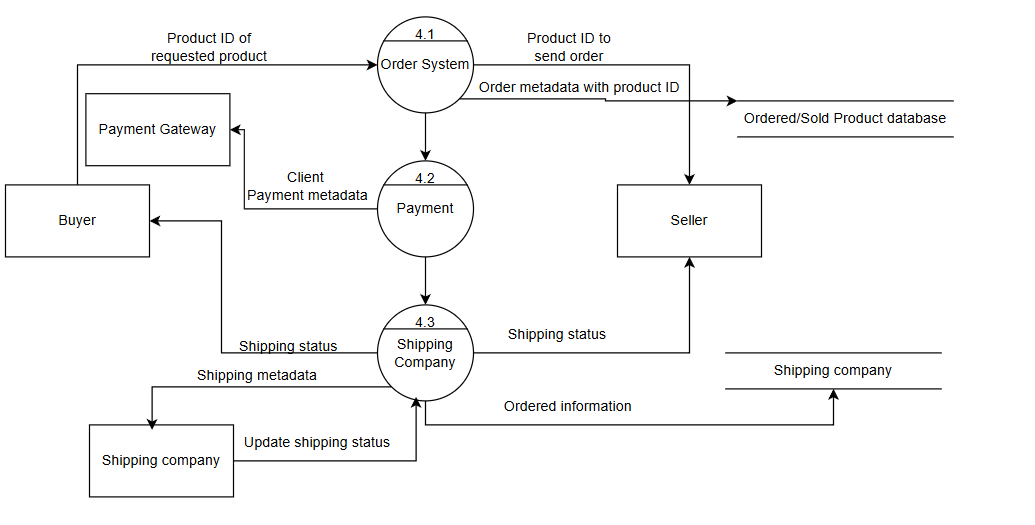 4.1
Product ID of
requested product
Order System
Product ID to
send order
Order metadata with product ID
Ordered/Sold Product database
Payment Gateway
4.2
Client
Payment metadata
Payment
Buyer
Seller
4.3
Shipping status
Shipping
Company
Shipping status
Shipping metadata
Shipping company
Ordered information
Update shipping status
Shipping company